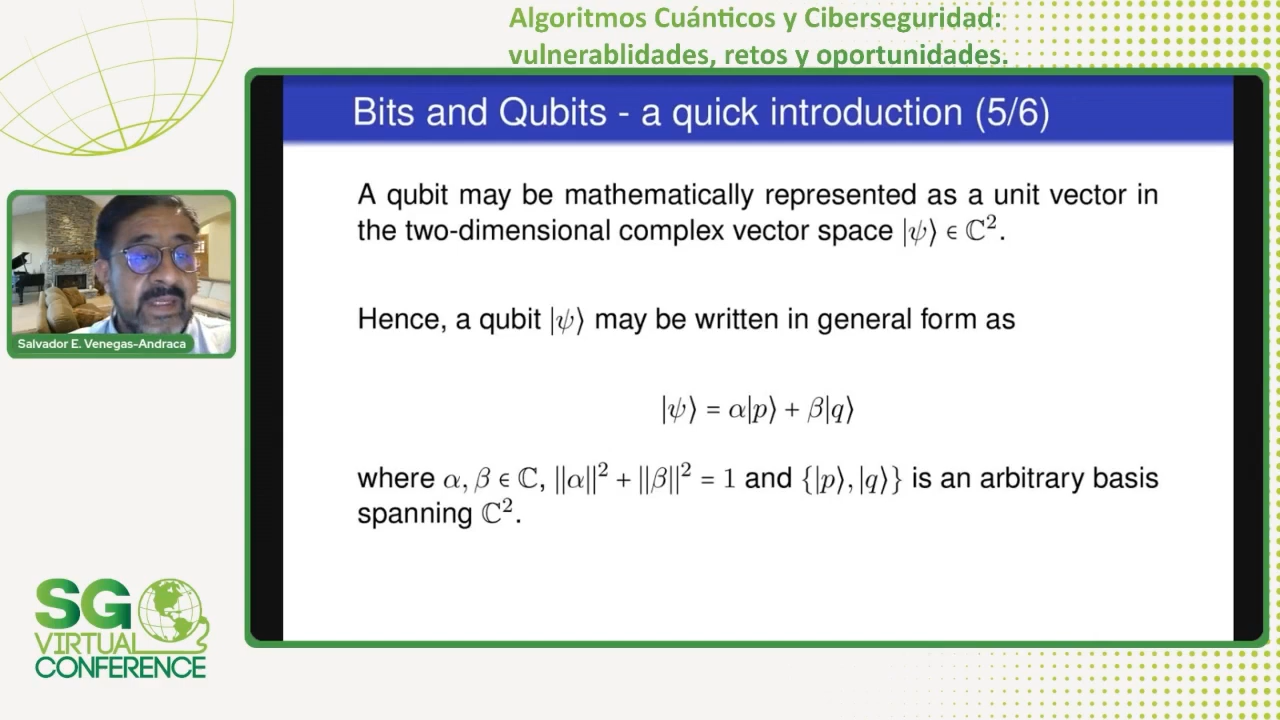 Algoritmos Cuánticos y Ciberseguridad:
vulnerablidades, retos y oportunidades.
Bits and Qubits - a quick introduction (5/6)
A qubit may be mathematically represented as a unit vector in
the two-dimensional complex vector space |ψ⟩ ∈ ℂ².
Hence, a qubit |ψ⟩ may be written in general form as
|ψ⟩ = α|p⟩ + β|q⟩
where α, β ∈ ℂ, ||α||² + ||β||² = 1 and {|p⟩, |q⟩} is an arbitrary basis
spanning ℂ².
Salvador E. Venegas-Andraca
SG
VIRTUAL
CONFERENCE